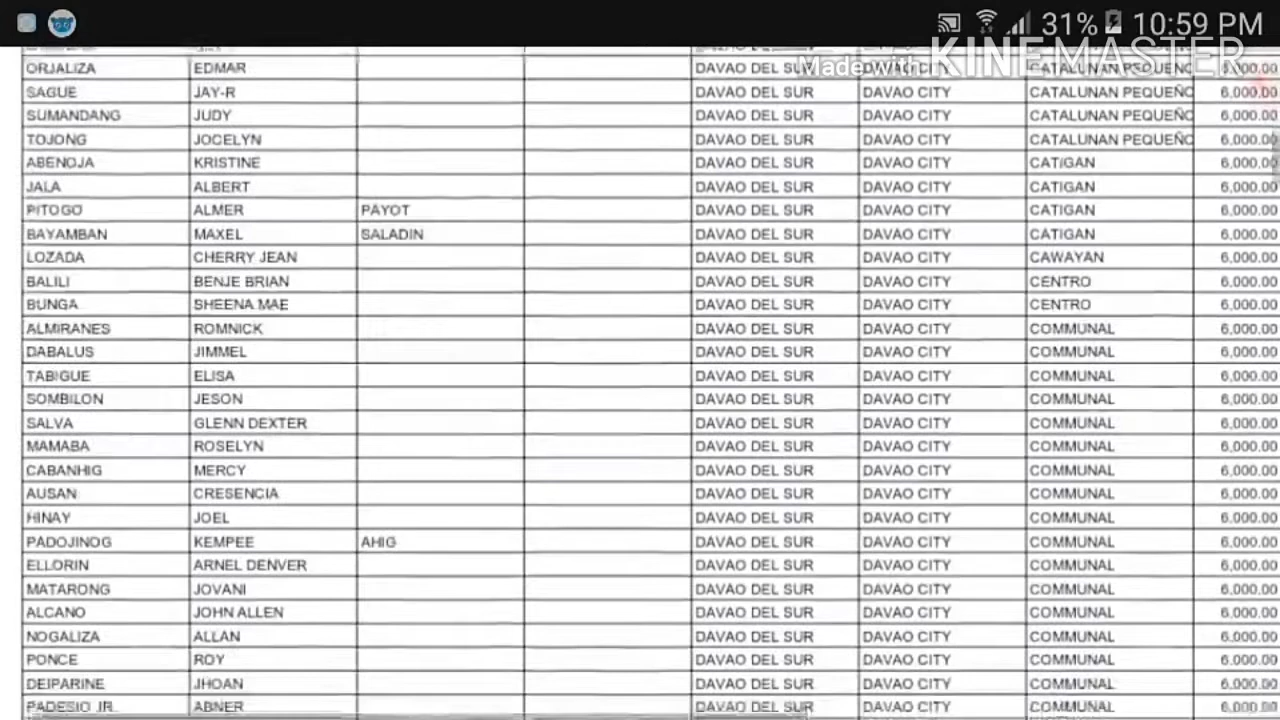 31% 10:59 PM
Made with KINEMASTER
ORJALIZA EDMAR DAVAO DEL SUR DAVAO CITY CATALUNAN PEQUEÑO 6,000.00
SAGUE JAY-R DAVAO DEL SUR DAVAO CITY CATALUNAN PEQUEÑO 6,000.00
SUMANDANG JUDY DAVAO DEL SUR DAVAO CITY CATALUNAN PEQUEÑO 6,000.00
TOJONG JOCELYN DAVAO DEL SUR DAVAO CITY CATALUNAN PEQUEÑO 6,000.00
ABENOJA KRISTINE DAVAO DEL SUR DAVAO CITY CATIGAN 6,000.00
JALA ALBERT DAVAO DEL SUR DAVAO CITY CATIGAN 6,000.00
PITOGO ALMER PAYOT DAVAO DEL SUR DAVAO CITY CATIGAN 6,000.00
BAYAMBAN MAXEL SALADIN DAVAO DEL SUR DAVAO CITY CATIGAN 6,000.00
LOZADA CHERRY JEAN DAVAO DEL SUR DAVAO CITY CAWAYAN 6,000.00
BALILI BENJE BRIAN DAVAO DEL SUR DAVAO CITY CENTRO 6,000.00
BUNGA SHEENA MAE DAVAO DEL SUR DAVAO CITY CENTRO 6,000.00
ALMIRANES ROMNICK DAVAO DEL SUR DAVAO CITY COMMUNAL 6,000.00
DABALUS JIMMEL DAVAO DEL SUR DAVAO CITY COMMUNAL 6,000.00
TABIGUE ELISA DAVAO DEL SUR DAVAO CITY COMMUNAL 6,000.00
SOMBILON JESON DAVAO DEL SUR DAVAO CITY COMMUNAL 6,000.00
SALVA GLENN DEXTER DAVAO DEL SUR DAVAO CITY COMMUNAL 6,000.00
MAMABA ROSELYN DAVAO DEL SUR DAVAO CITY COMMUNAL 6,000.00
CABANHIG MERCY DAVAO DEL SUR DAVAO CITY COMMUNAL 6,000.00
AUSAN CRESENCIA DAVAO DEL SUR DAVAO CITY COMMUNAL 6,000.00
HINAY JOEL DAVAO DEL SUR DAVAO CITY COMMUNAL 6,000.00
PADOJINOG KEMPEE AHIG DAVAO DEL SUR DAVAO CITY COMMUNAL 6,000.00
ELLORIN ARNEL DENVER DAVAO DEL SUR DAVAO CITY COMMUNAL 6,000.00
MATARONG JOVANI DAVAO DEL SUR DAVAO CITY COMMUNAL 6,000.00
ALCANO JOHN ALLEN DAVAO DEL SUR DAVAO CITY COMMUNAL 6,000.00
NOGALIZA ALLAN DAVAO DEL SUR DAVAO CITY COMMUNAL 6,000.00
PONCE ROY DAVAO DEL SUR DAVAO CITY COMMUNAL 6,000.00
DEIPARINE JHOAN DAVAO DEL SUR DAVAO CITY COMMUNAL 6,000.00
PADESIO JR. ABNER DAVAO DEL SUR DAVAO CITY COMMUNAL 6,000.00